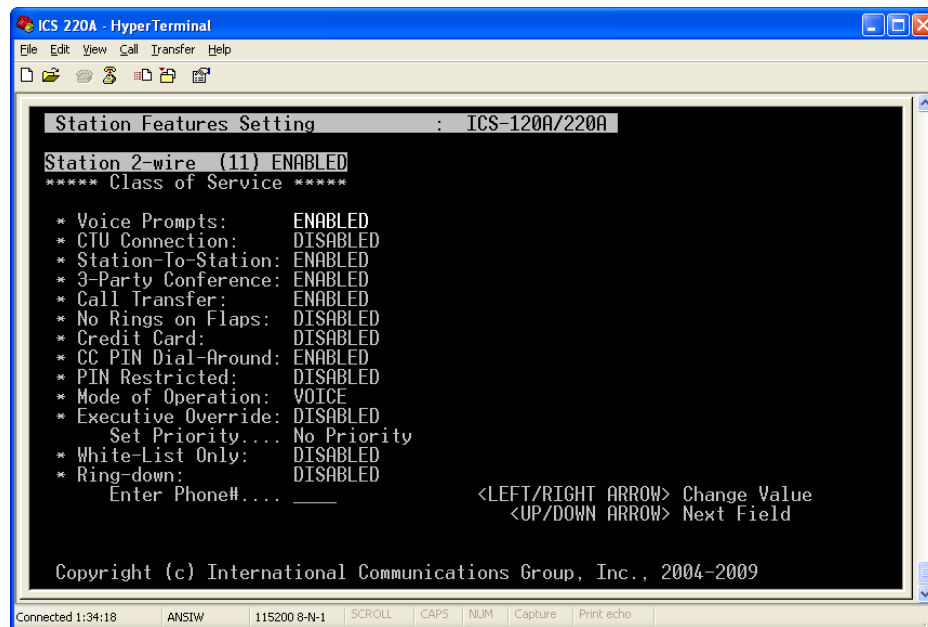 ICS 220A - HyperTerminal
File Edit View Call Transfer Help
Station Features Setting : ICS-120A/220A
Station 2-wire (11) ENABLED
***** Class of Service *****
* Voice Prompts: ENABLED
* CTU Connection: DISABLED
* Station-To-Station: ENABLED
* 3-Party Conference: ENABLED
* Call Transfer: ENABLED
* No Rings on Flaps: DISABLED
* Credit Card: DISABLED
* CC PIN Dial-Around: ENABLED
* PIN Restricted: DISABLED
* Mode of Operation: VOICE
* Executive Override: DISABLED
Set Priority.... No Priority
* White-List Only: DISABLED
* Ring-down: DISABLED
Enter Phone#.... ____ <LEFT/RIGHT ARROW> Change Value
<UP/DOWN ARROW> Next Field
Copyright (c) International Communications Group, Inc., 2004-2009
Connected 1:34:18 ANSIW 115200 8-N-1 SCROLL CAPS NUM Capture Print echo